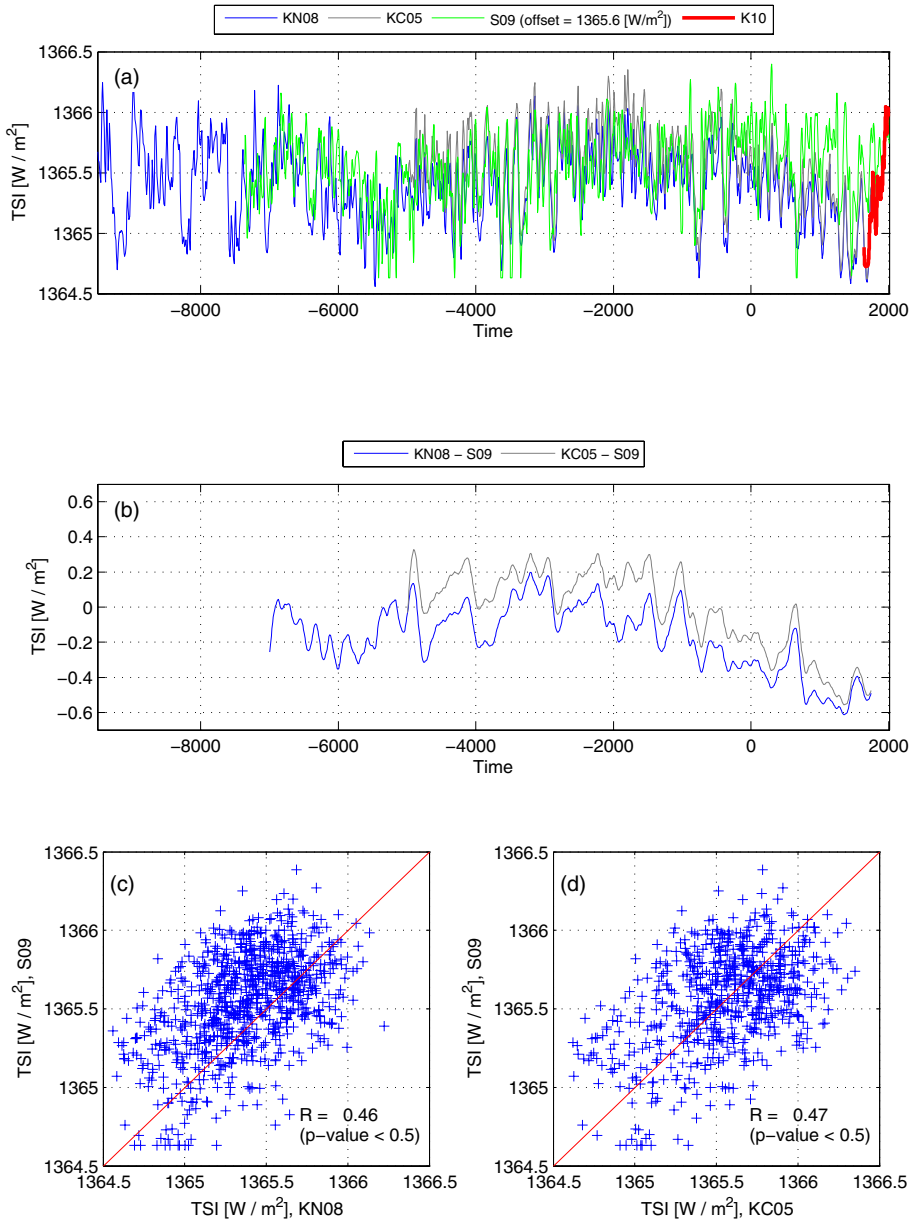 KN08 KC05 S09 (offset = 1365.6 [W/m²]) K10
(a)
TSI [W / m²]
1366.5
1366
1365.5
1365
1364.5
−8000 −6000 −4000 −2000 0 2000
Time
KN08 − S09 KC05 − S09
(b)
TSI [W / m²]
0.6
0.4
0.2
0
−0.2
−0.4
−0.6
−8000 −6000 −4000 −2000 0 2000
Time
(c)
TSI [W / m²], S09
1366.5
1366
1365.5
1365
1364.5
R = 0.46
(p−value < 0.5)
1364.5 1365 1365.5 1366 1366.5
TSI [W / m²], KN08
(d)
TSI [W / m²], S09
1366.5
1366
1365.5
1365
1364.5
R = 0.47
(p−value < 0.5)
1364.5 1365 1365.5 1366 1366.5
TSI [W / m²], KC05